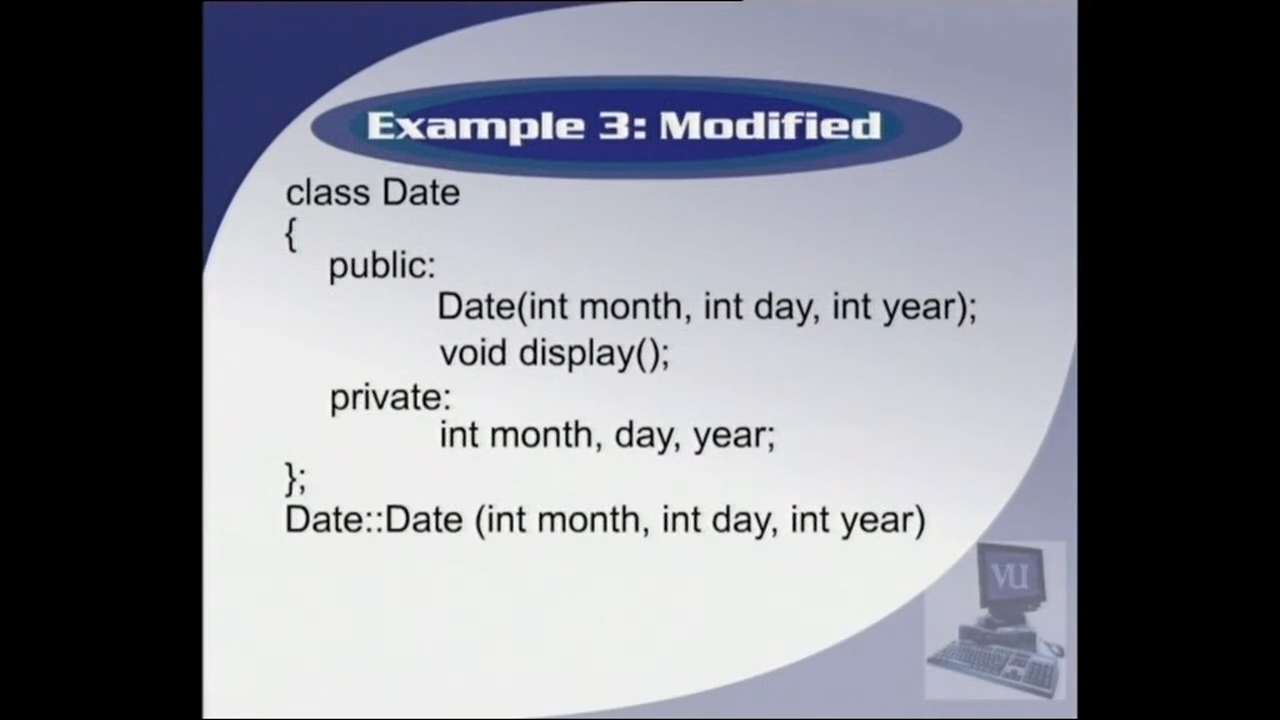 Example 3: Modified
class Date
{
public:
Date(int month, int day, int year);
void display();
private:
int month, day, year;
};
Date::Date (int month, int day, int year)
VU